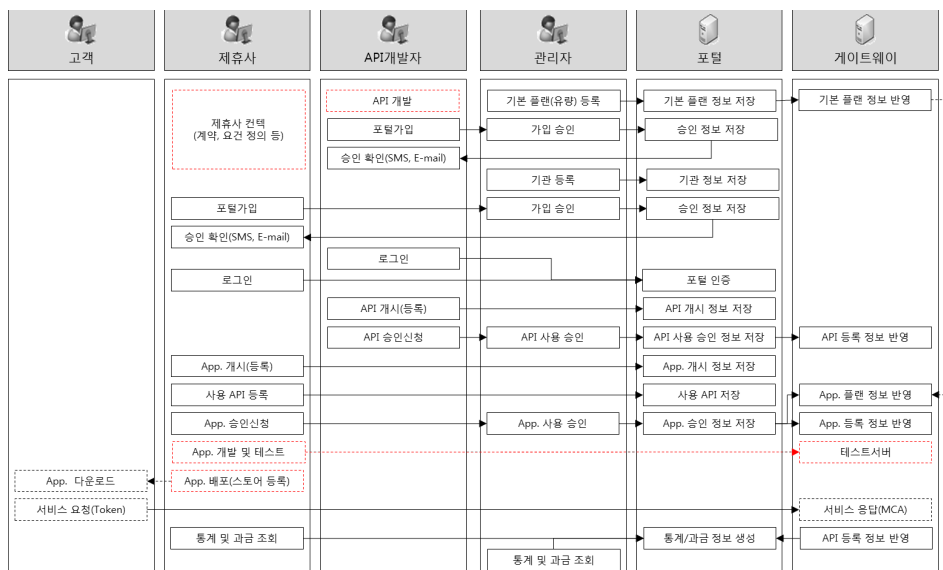 고객 제휴사 API개발자 관리자 포털 게이트웨이
제휴사 컨텍
(계약, 요건 정의 등)
API 개발 기본 플랜(유량) 등록 기본 플랜 정보 저장 기본 플랜 정보 반영
포털가입 가입 승인 승인 정보 저장
승인 확인(SMS, E-mail)
기관 등록 기관 정보 저장
포털가입 가입 승인 승인 정보 저장
승인 확인(SMS, E-mail)
로그인
로그인 포털 인증
API 개시(등록) API 개시 정보 저장
API 승인신청 API 사용 승인 API 사용 승인 정보 저장 API 등록 정보 반영
App. 개시(등록) App. 개시 정보 저장
사용 API 등록 사용 API 저장 App. 플랜 정보 반영
App. 승인신청 App. 사용 승인 App. 승인 정보 저장 App. 등록 정보 반영
App. 개발 및 테스트 테스트서버
App. 다운로드 App. 배포(스토어 등록)
서비스 요청(Token) 서비스 응답(MCA)
통계 및 과금 조회 통계/과금 정보 생성 API 등록 정보 반영
통계 및 과금 조회